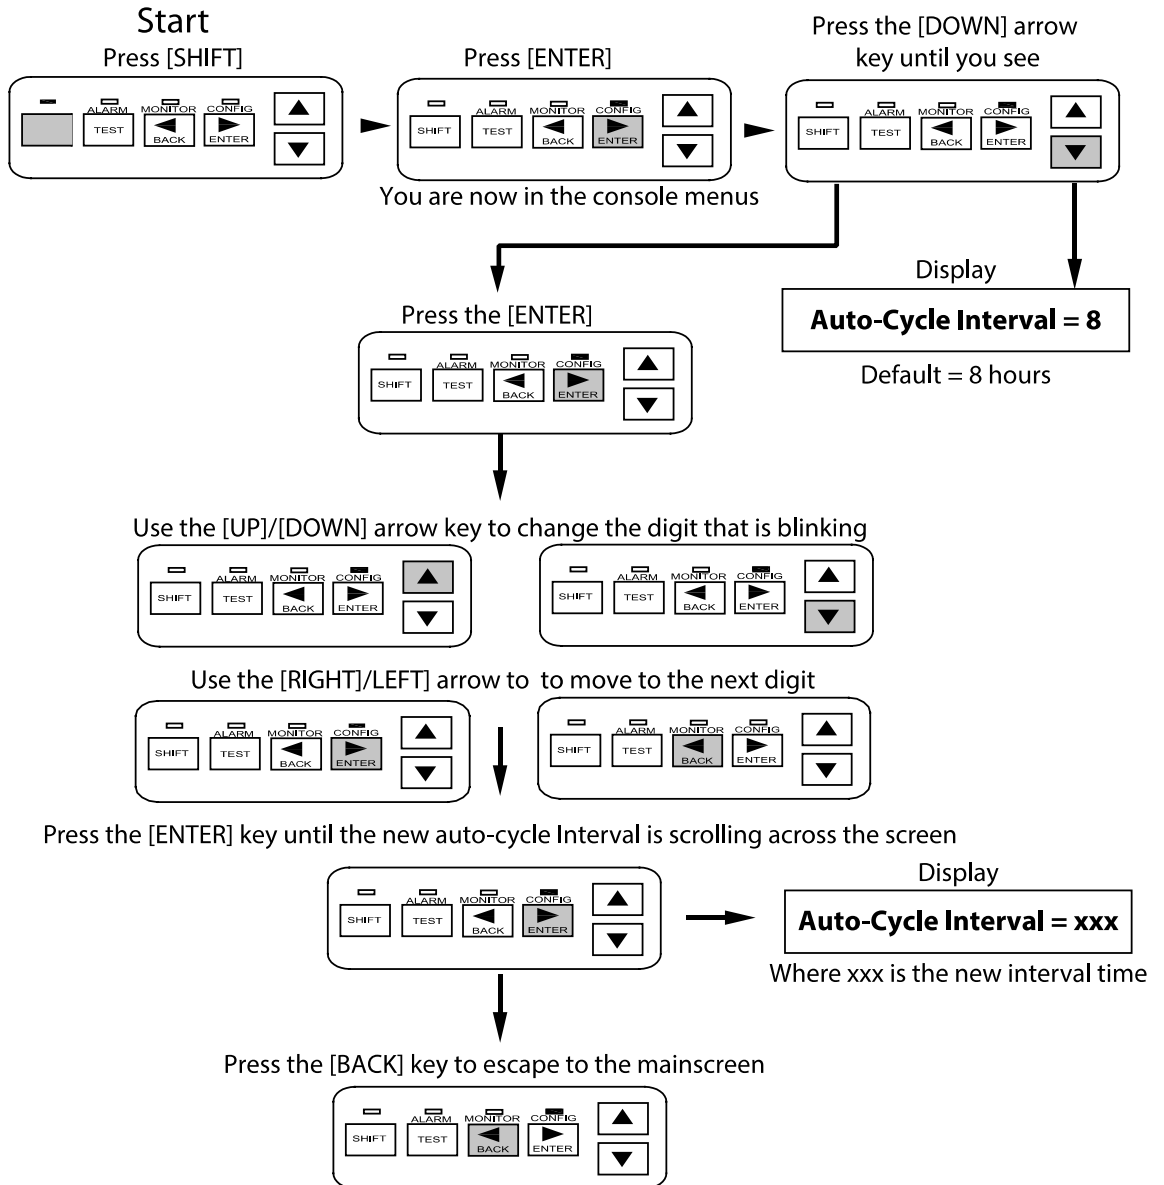 Start
Press [SHIFT]
Press [ENTER]
Press the [DOWN] arrow
key until you see
ALARM MONITOR CONFIG
TEST BACK ENTER
ALARM MONITOR CONFIG
SHIFT TEST BACK ENTER
ALARM MONITOR CONFIG
SHIFT TEST BACK ENTER
You are now in the console menus
Display
Auto-Cycle Interval = 8
Default = 8 hours
Press the [ENTER]
ALARM MONITOR CONFIG
SHIFT TEST BACK ENTER
Use the [UP]/[DOWN] arrow key to change the digit that is blinking
ALARM MONITOR CONFIG
SHIFT TEST BACK ENTER
ALARM MONITOR CONFIG
SHIFT TEST BACK ENTER
Use the [RIGHT]/LEFT] arrow to to move to the next digit
ALARM MONITOR CONFIG
SHIFT TEST BACK ENTER
ALARM MONITOR CONFIG
SHIFT TEST BACK ENTER
Press the [ENTER] key until the new auto-cycle Interval is scrolling across the screen
ALARM MONITOR CONFIG
SHIFT TEST BACK ENTER
Display
Auto-Cycle Interval = xxx
Where xxx is the new interval time
Press the [BACK] key to escape to the mainscreen
ALARM MONITOR CONFIG
SHIFT TEST BACK ENTER